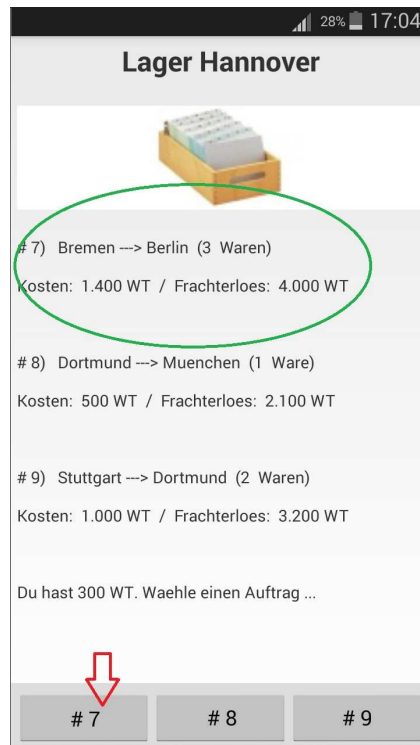 28% 17:04
Lager Hannover
# 7) Bremen ---> Berlin (3 Waren)
Kosten: 1.400 WT / Frachterloes: 4.000 WT
# 8) Dortmund ---> Muenchen (1 Ware)
Kosten: 500 WT / Frachterloes: 2.100 WT
# 9) Stuttgart ---> Dortmund (2 Waren)
Kosten: 1.000 WT / Frachterloes: 3.200 WT
Du hast 300 WT. Waehle einen Auftrag ...
# 7 # 8 # 9